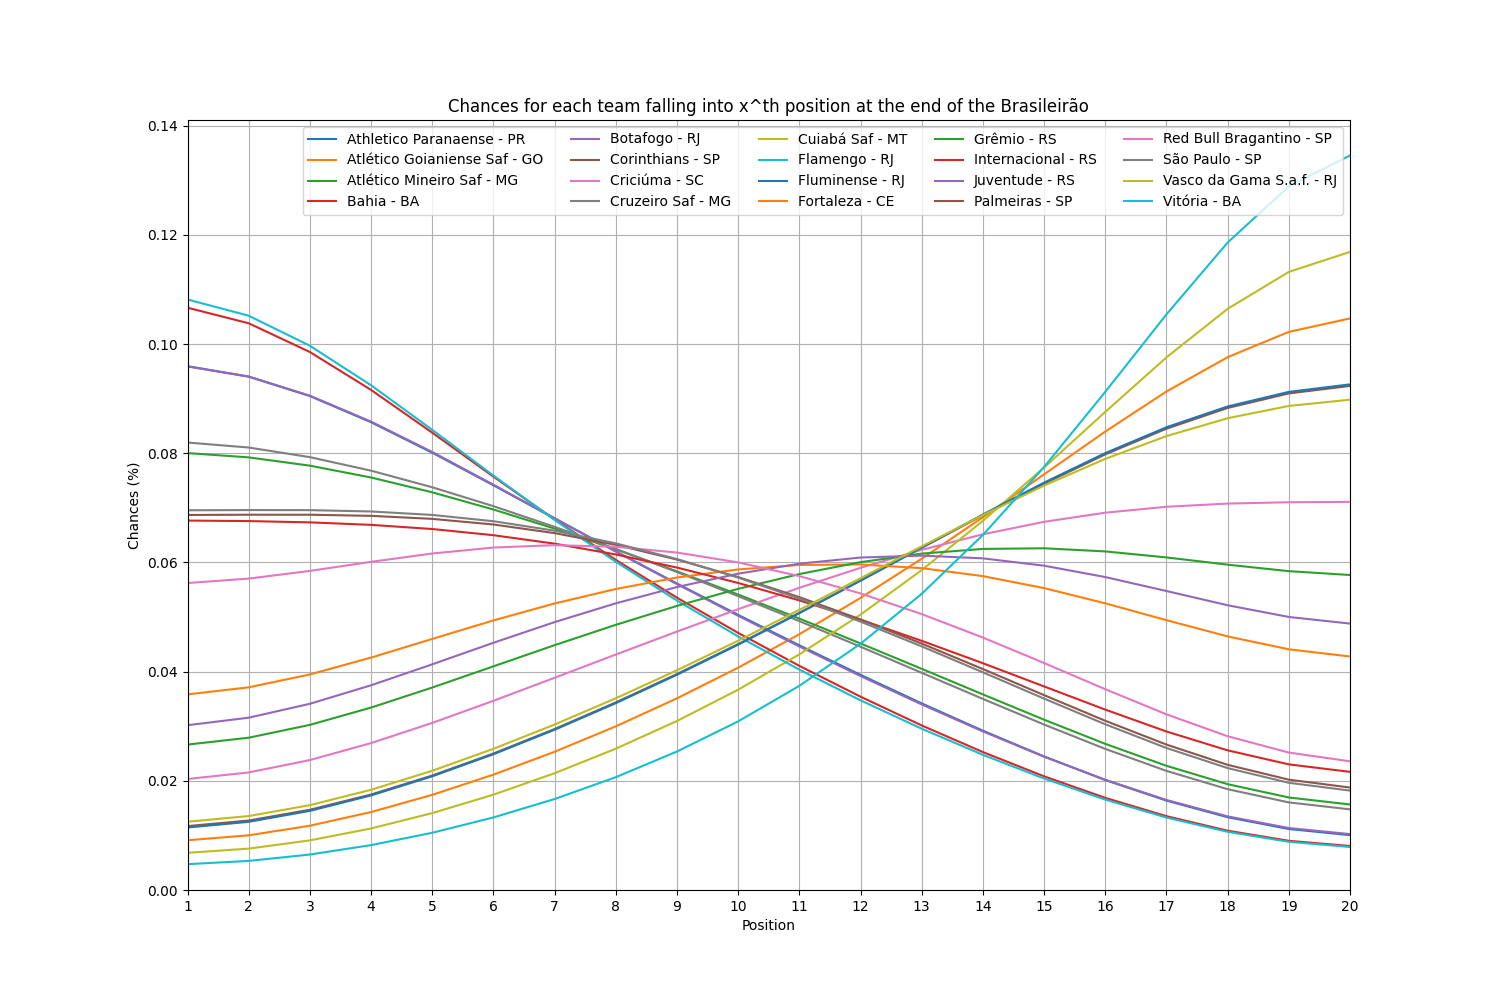 Chances for each team falling into x^th position at the end of the Brasileirão
Athletico Paranaense - PR
Atlético Goianiense Saf - GO
Atlético Mineiro Saf - MG
Bahia - BA
Botafogo - RJ
Corinthians - SP
Criciúma - SC
Cruzeiro Saf - MG
Cuiabá Saf - MT
Flamengo - RJ
Fluminense - RJ
Fortaleza - CE
Grêmio - RS
Internacional - RS
Juventude - RS
Palmeiras - SP
Red Bull Bragantino - SP
São Paulo - SP
Vasco da Gama S.a.f. - RJ
Vitória - BA
Chances (%)
0.14
0.12
0.10
0.08
0.06
0.04
0.02
0.00
1 2 3 4 5 6 7 8 9 10 11 12 13 14 15 16 17 18 19 20
Position